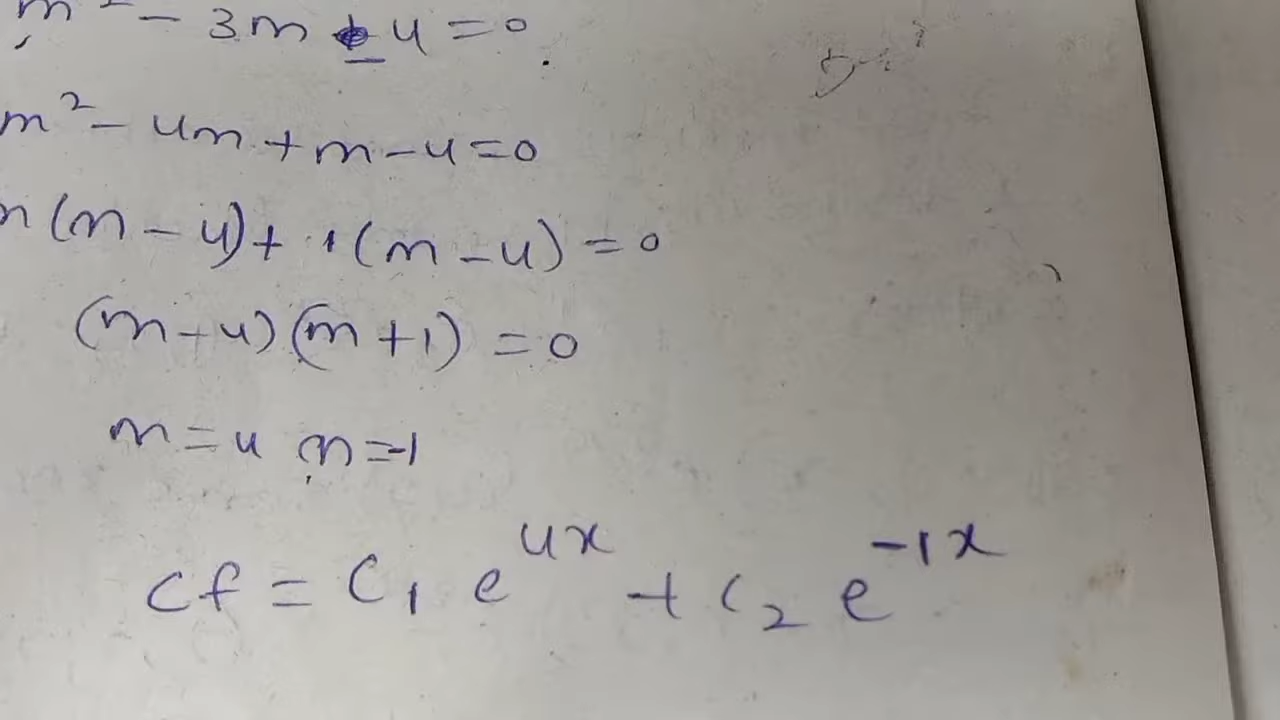 m² - 3m - 4 = 0
m² - 4m + m - 4 = 0
m(m - 4) + 1(m - 4) = 0
(m - 4)(m + 1) = 0
m = 4 m = -1
Cf = C₁ e^{4x} + C₂ e^{-1x}